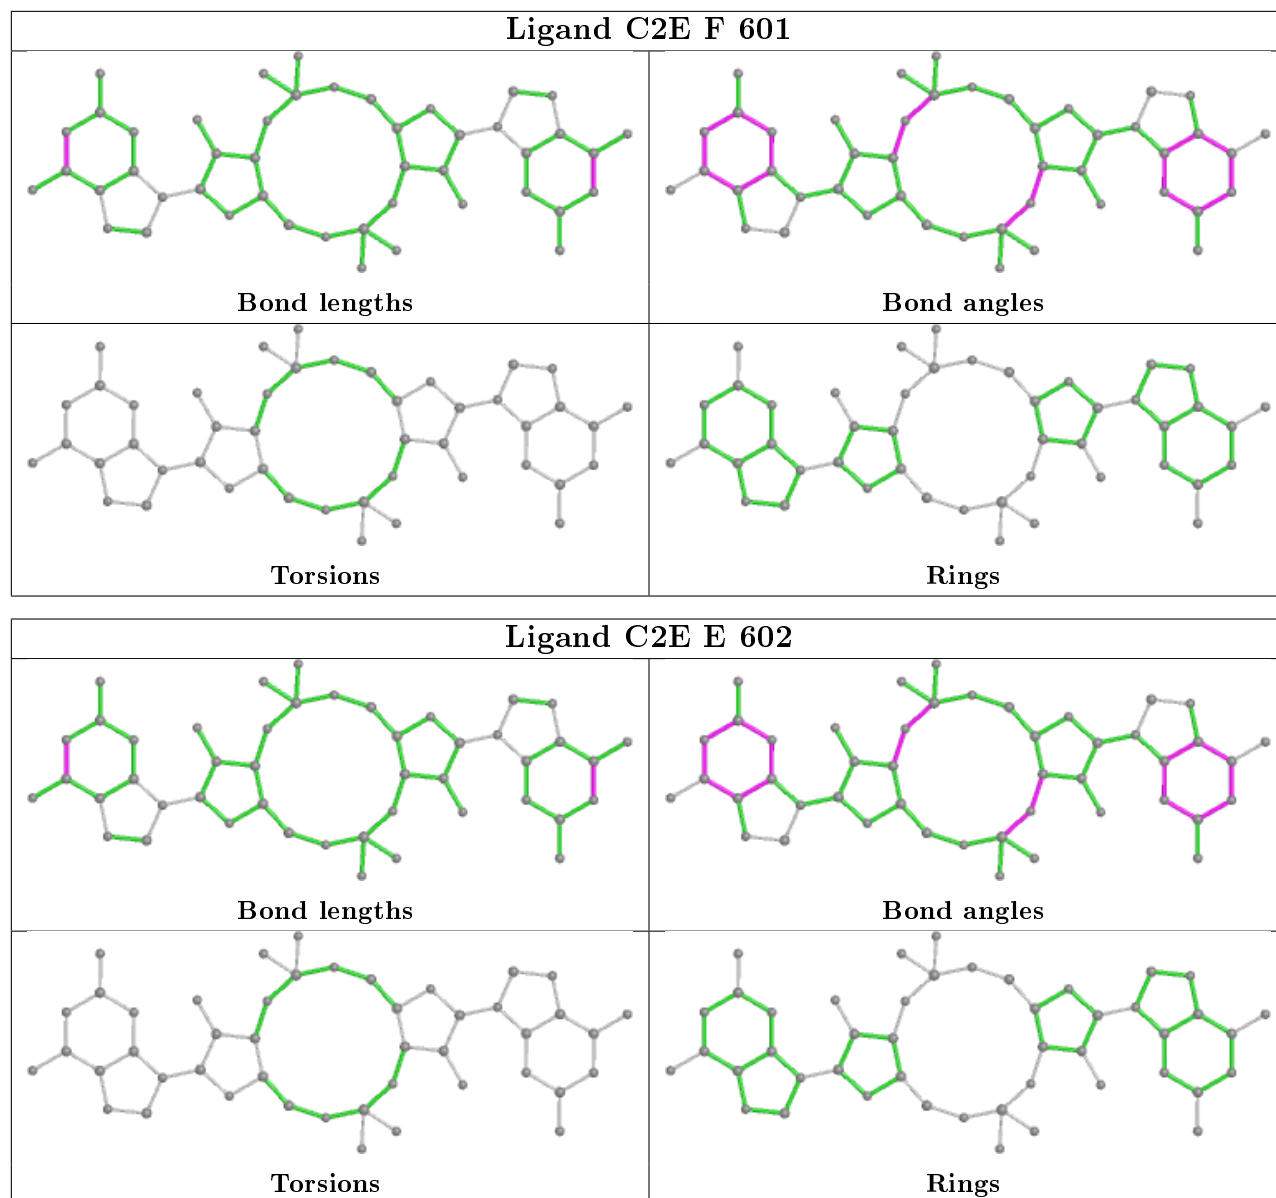 Ligand C2E F 601
Bond lengths
Bond angles
Torsions
Rings
Ligand C2E E 602
Bond lengths
Bond angles
Torsions
Rings